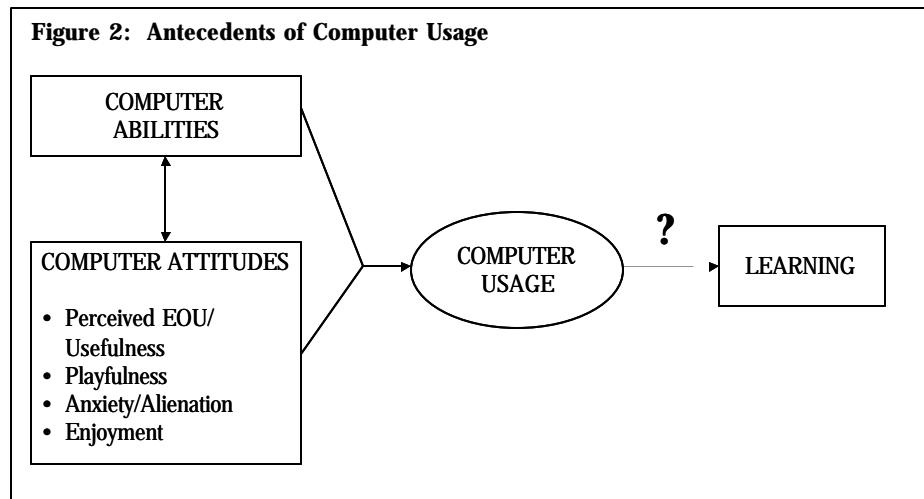 Figure 2: Antecedents of Computer Usage
COMPUTER
ABILITIES
COMPUTER ATTITUDES
• Perceived EOU/
Usefulness
• Playfulness
• Anxiety/Alienation
• Enjoyment
COMPUTER
USAGE
?
LEARNING